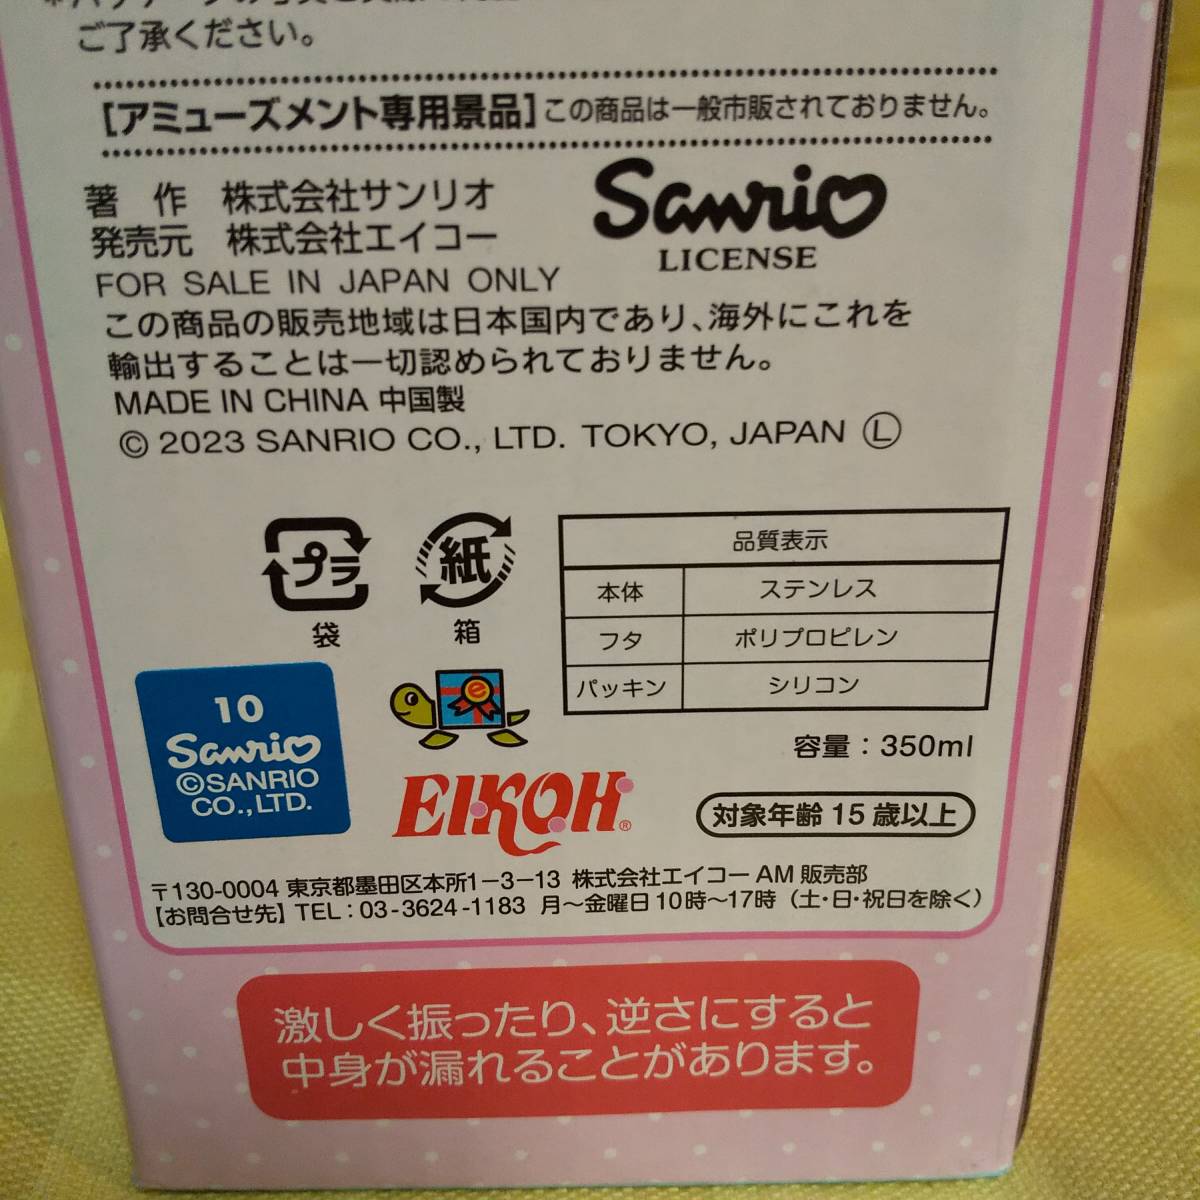 ご了承ください。
[アミューズメント専用景品] この商品は一般市販されておりません。
著 作 株式会社サンリオ
発売元 株式会社エイコー
Sanrio
LICENSE
FOR SALE IN JAPAN ONLY
この商品の販売地域は日本国内であり、海外にこれを
輸出することは一切認められておりません。
MADE IN CHINA 中国製
© 2023 SANRIO CO., LTD. TOKYO, JAPAN Ⓛ
プラ
袋
紙
箱
品質表示
本体 ステンレス
フタ ポリプロピレン
パッキン シリコン
容量：350ml
10
Sanrio
©SANRIO
CO.,LTD.
e
EIKOH®
対象年齢 15 歳以上
〒130-0004 東京都墨田区本所1-3-13 株式会社エイコー AM 販売部
【お問合せ先】 TEL：03-3624-1183 月～金曜日10時～17時（土・日・祝日を除く）
激しく振ったり、逆さにすると
中身が漏れることがあります。